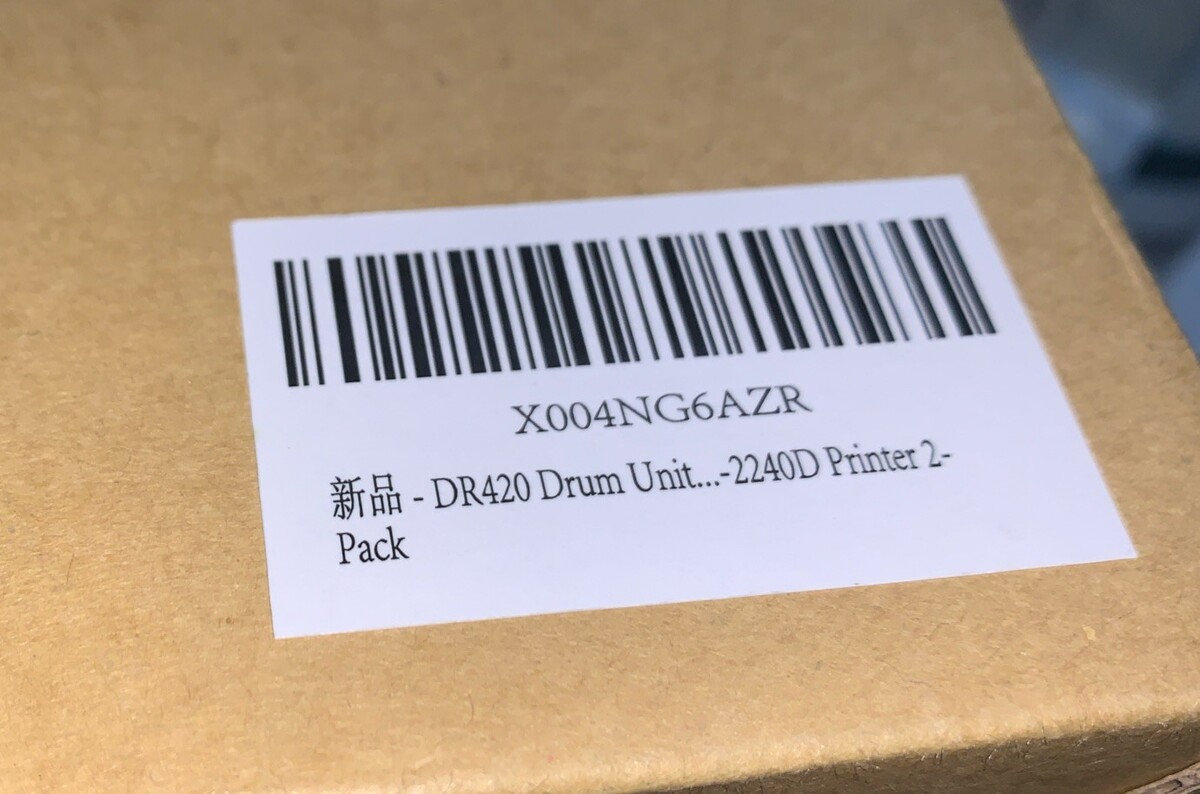 X004NG6AZR
新品 - DR420 Drum Unit...-2240D Printer 2-
Pack